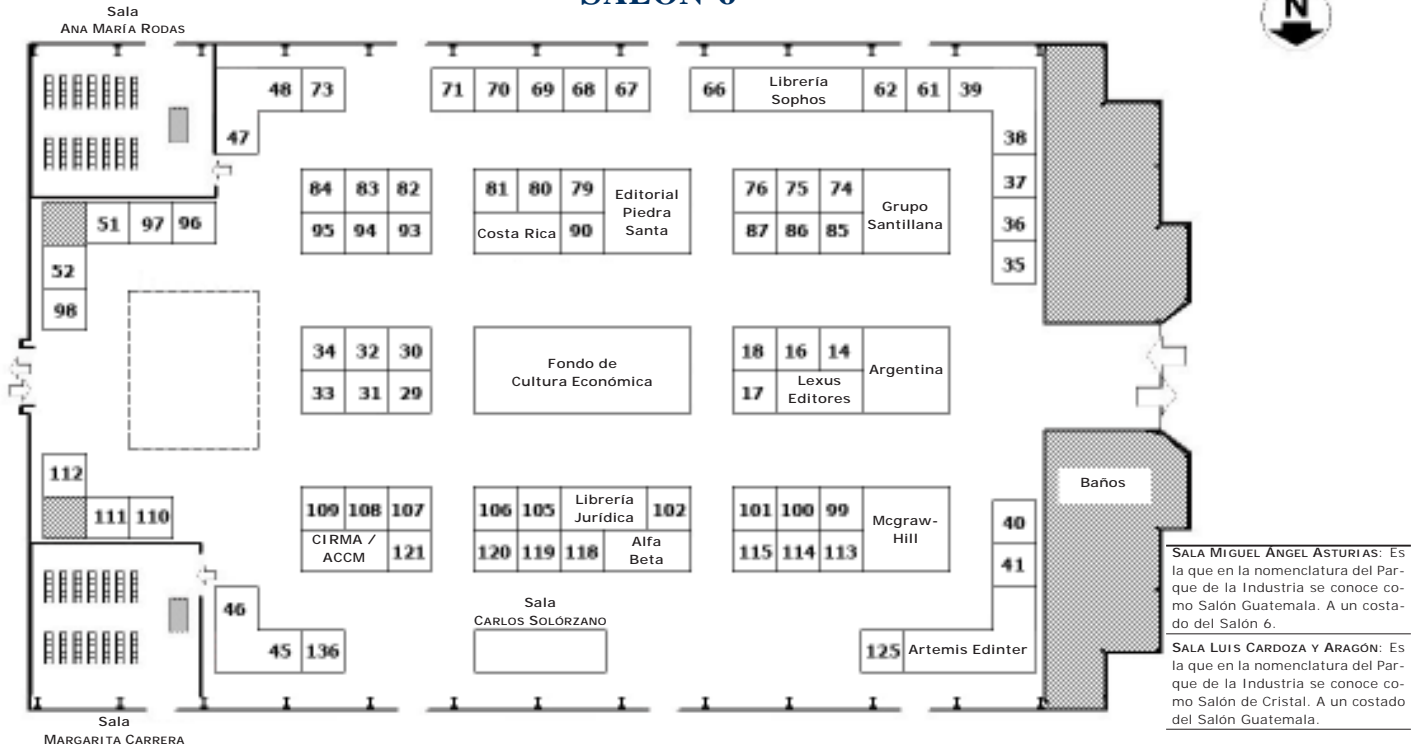 SALÓN 6
N
Sala
ANA MARÍA RODAS
48 73
71 70 69 68 67
66 Librería
Sophos 62 61 39
47
38
84 83 82
81 80 79 Editorial
Piedra
Santa
76 75 74 Grupo
Santillana
37
51 97 96
95 94 93
Costa Rica 90
87 86 85
36
52
35
98
34 32 30
Fondo de
Cultura Económica
18 16 14 Argentina
33 31 29
17 Lexus
Editores
112
Baños
111 110
109 108 107
106 105 Librería
Jurídica 102
101 100 99 Mcgraw-
Hill
40
CIRMA /
ACCM 121
120 119 118 Alfa
Beta
115 114 113
41
46
Sala
CARLOS SOLÓRZANO
45 136
125 Artemis Edinter
Sala
MARGARITA CARRERA
SALA MIGUEL ÁNGEL ASTURIAS: Es
la que en la nomenclatura del Par-
que de la Industria se conoce co-
mo Salón Guatemala. A un costa-
do del Salón 6.
SALA LUIS CARDOZA Y ARAGÓN: Es
la que en la nomenclatura del Par-
que de la Industria se conoce co-
mo Salón de Cristal. A un costado
del Salón Guatemala.